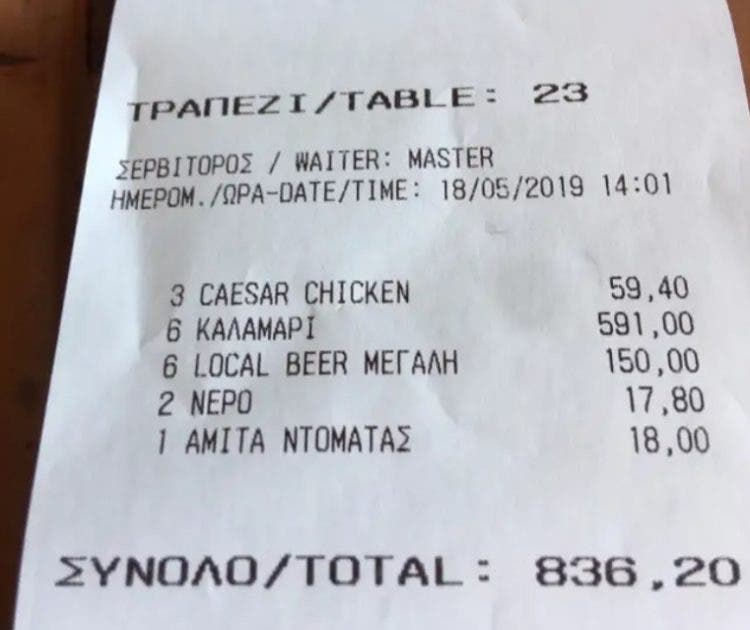 ΤΡΑΠΕΖΙ/TABLE: 23
ΣΕΡΒΙΤΟΡΟΣ / WAITER: MASTER
ΗΜΕΡΟΜ./ΩΡΑ-DATE/TIME: 18/05/2019 14:01
3 CAESAR CHICKEN 59,40
6 ΚΑΛΑΜΑΡΙ 591,00
6 LOCAL BEER ΜΕΓΑΛΗ 150,00
2 ΝΕΡΟ 17,80
1 ΑΜΙΤΑ ΝΤΟΜΑΤΑΣ 18,00
ΣΥΝΟΛΟ/TOTAL: 836,20